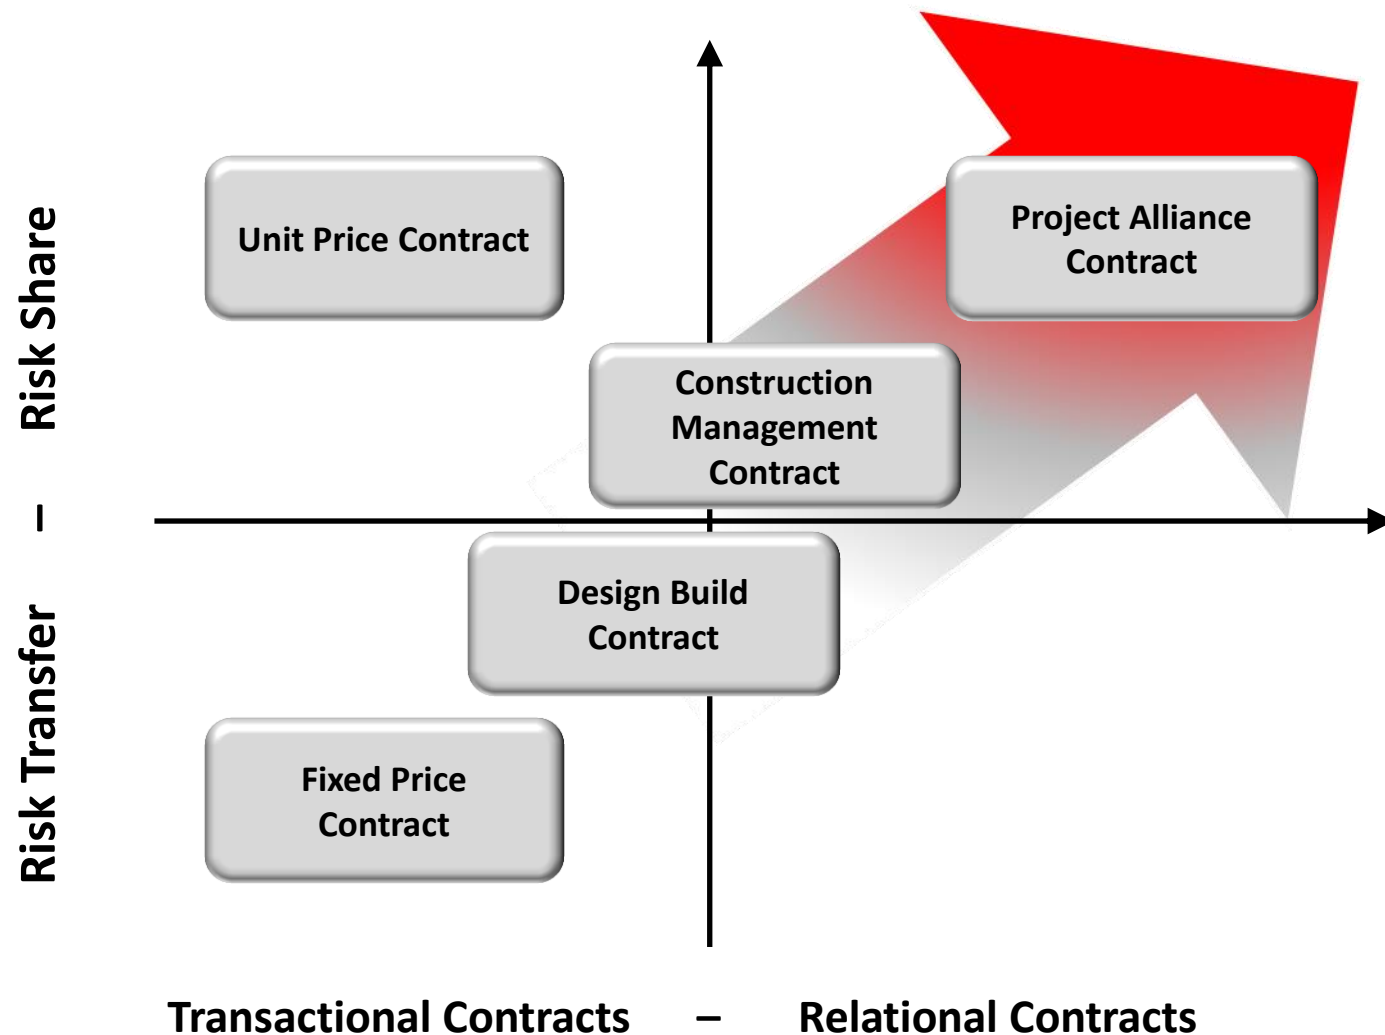 Unit Price Contract
Project Alliance
Contract
Construction
Management
Contract
Design Build
Contract
Fixed Price
Contract
Risk Transfer – Risk Share
Transactional Contracts – Relational Contracts